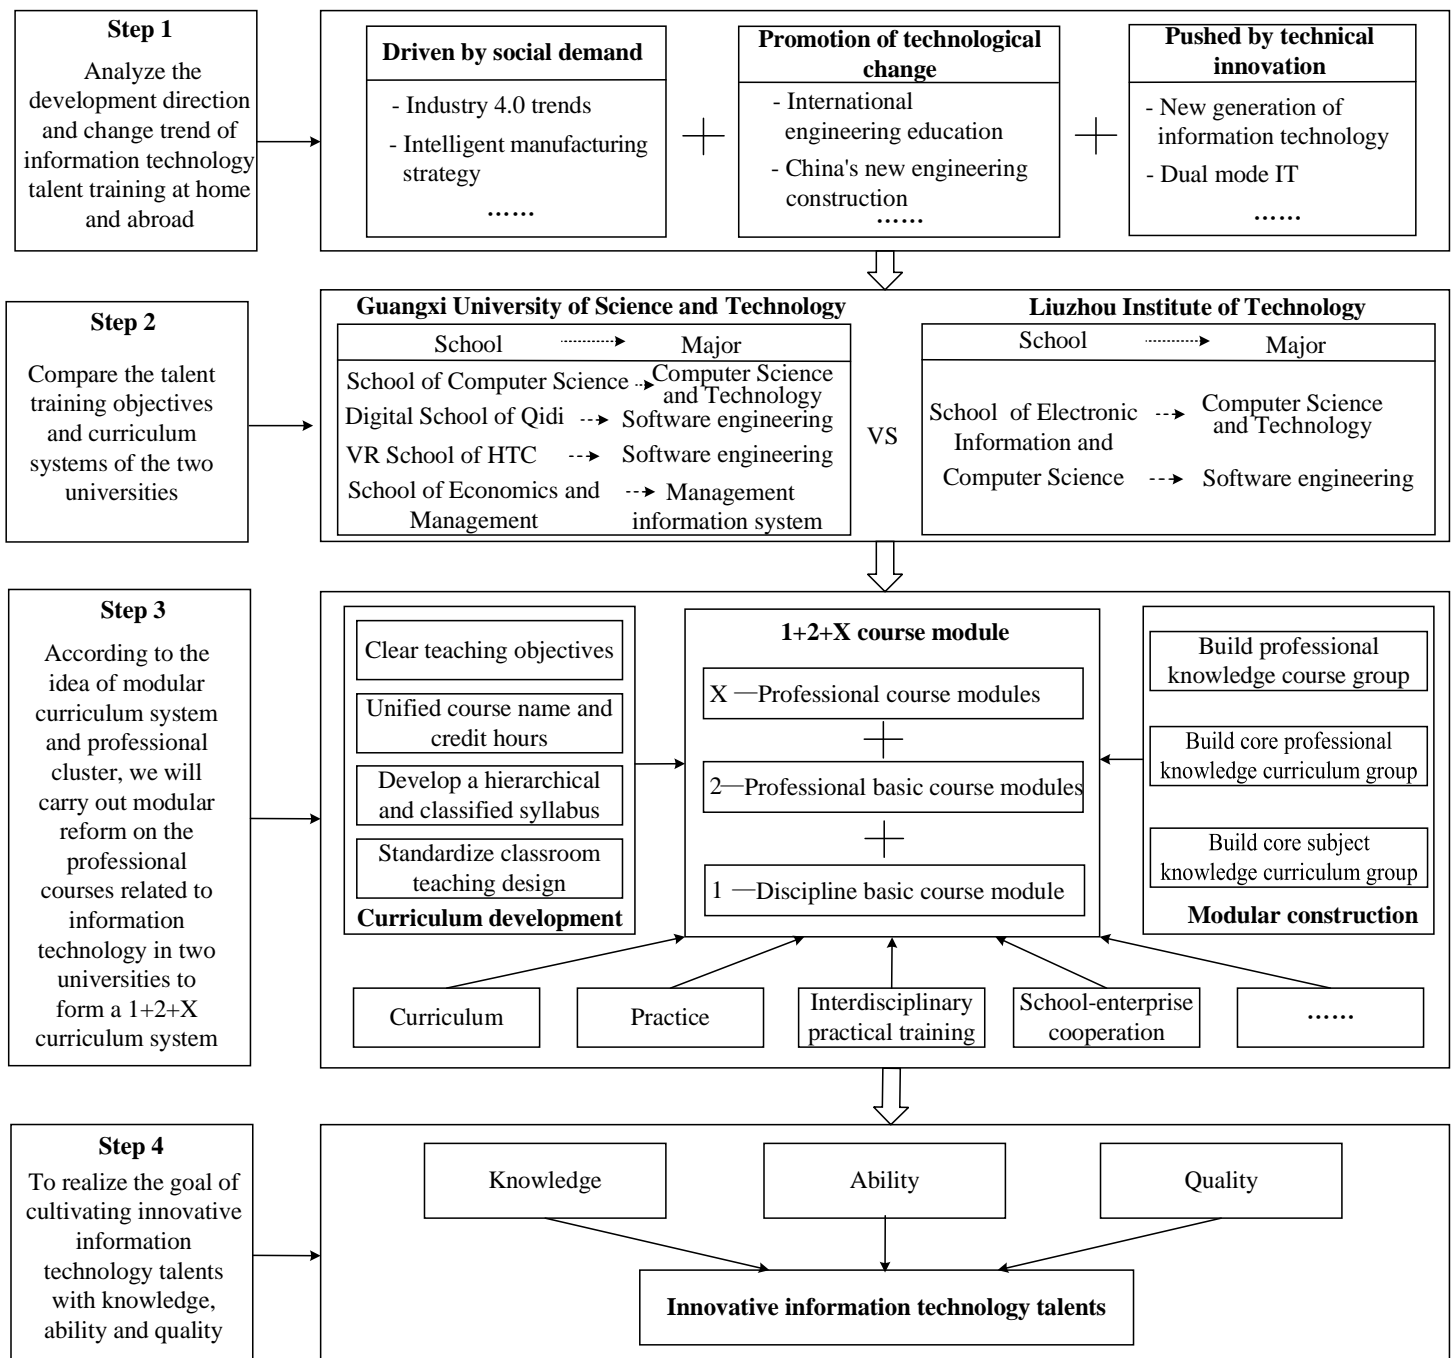 Step 1
Analyze the
development direction
and change trend of
information technology
talent training at home
and abroad
Driven by social demand
- Industry 4.0 trends
- Intelligent manufacturing
strategy
……
Promotion of technological
change
- International
engineering education
- China's new engineering
construction
……
Pushed by technical
innovation
- New generation of
information technology
- Dual mode IT
……
Step 2
Compare the talent
training objectives
and curriculum
systems of the two
universities
Guangxi University of Science and Technology
School Major
School of Computer Science Computer Science
and Technology
Digital School of Qidi Software engineering
VR School of HTC Software engineering
School of Economics and Management
Management information system
VS
Liuzhou Institute of Technology
School Major
School of Electronic Computer Science
Information and and Technology
Computer Science Software engineering
Step 3
According to the
idea of modular
curriculum system
and professional
cluster, we will
carry out modular
reform on the
professional
courses related to
information
technology in two
universities to
form a 1+2+X
curriculum system
Clear teaching objectives
Unified course name and
credit hours
Develop a hierarchical
and classified syllabus
Standardize classroom
teaching design
Curriculum development
1+2+X course module
X —Professional course modules
2—Professional basic course modules
1 —Discipline basic course module
Build professional
knowledge course group
Build core professional
knowledge curriculum group
Build core subject
knowledge curriculum group
Modular construction
Curriculum
Practice
Interdisciplinary
practical training
School-enterprise
cooperation
……
Step 4
To realize the goal of
cultivating innovative
information
technology talents
with knowledge,
ability and quality
Knowledge
Ability
Quality
Innovative information technology talents